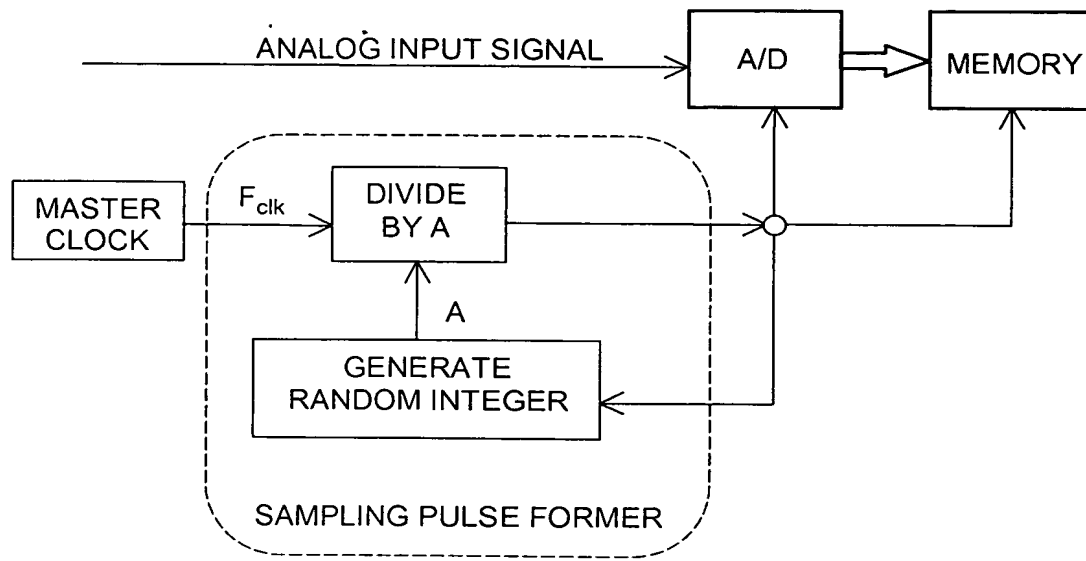 ANALOG INPUT SIGNAL
A/D
MEMORY
MASTER
CLOCK
Fclk
DIVIDE
BY A
A
GENERATE
RANDOM INTEGER
SAMPLING PULSE FORMER